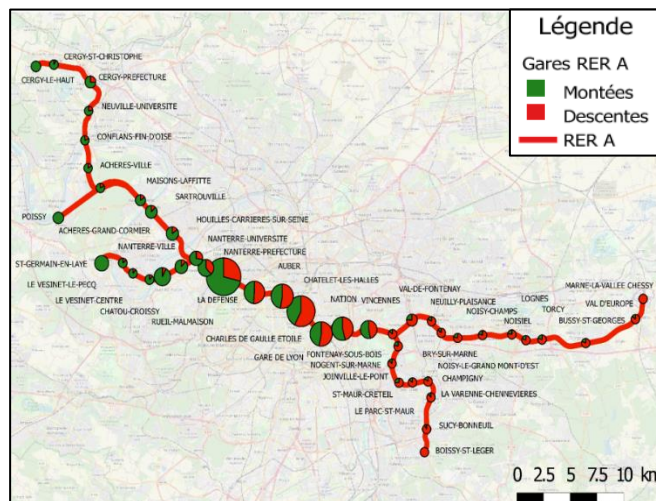 Légende
Gares RER A
Montées
Descentes
RER A
CERGY-ST-CHRISTOPHE
CERGY-LE-HAUT
CERGY-PREFECTURE
NEUVILLE-UNIVERSITE
CONFLANS-FIN-D'OISE
ACHERES-VILLE
MAISONS-LAFFITTE
SARTROUVILLE
POISSY
ACHERES-GRAND-CORMIER
HOUILLES-CARRIERES-SUR-SEINE
NANTERRE-VILLE
NANTERRE-UNIVERSITE
NANTERRE-PREFECTURE
ST-GERMAIN-EN-LAYE
AUBER
LE VESINET-LE-PECQ
LA DEFENSE
CHATELET-LES-HALLES
LE VESINET-CENTRE
NATION
VINCENNES
VAL-DE-FONTENAY
NEUILLY-PLAISANCE
NOISY-CHAMPS
LOGNES
NOISIEL
TORCY
MARNE-LA-VALLEE CHESSY
VAL D'EUROPE
BUSSY-ST-GEORGES
CHATOU-CROISSY
RUEIL-MALMAISON
CHARLES DE GAULLE ETOILE
GARE DE LYON
FONTENAY-SOUS-BOIS
NOGENT-SUR-MARNE
BRY-SUR-MARNE
JOINVILLE-LE-PONT
NOISY-LE-GRAND MONT-D'EST
CHAMPIGNY
ST-MAUR-CRETEIL
LA VARENNE-CHENNEVIERES
LE PARC-ST-MAUR
SUCY-BONNEUIL
BOISSY-ST-LEGER
0 2.5 5 7.5 10 km